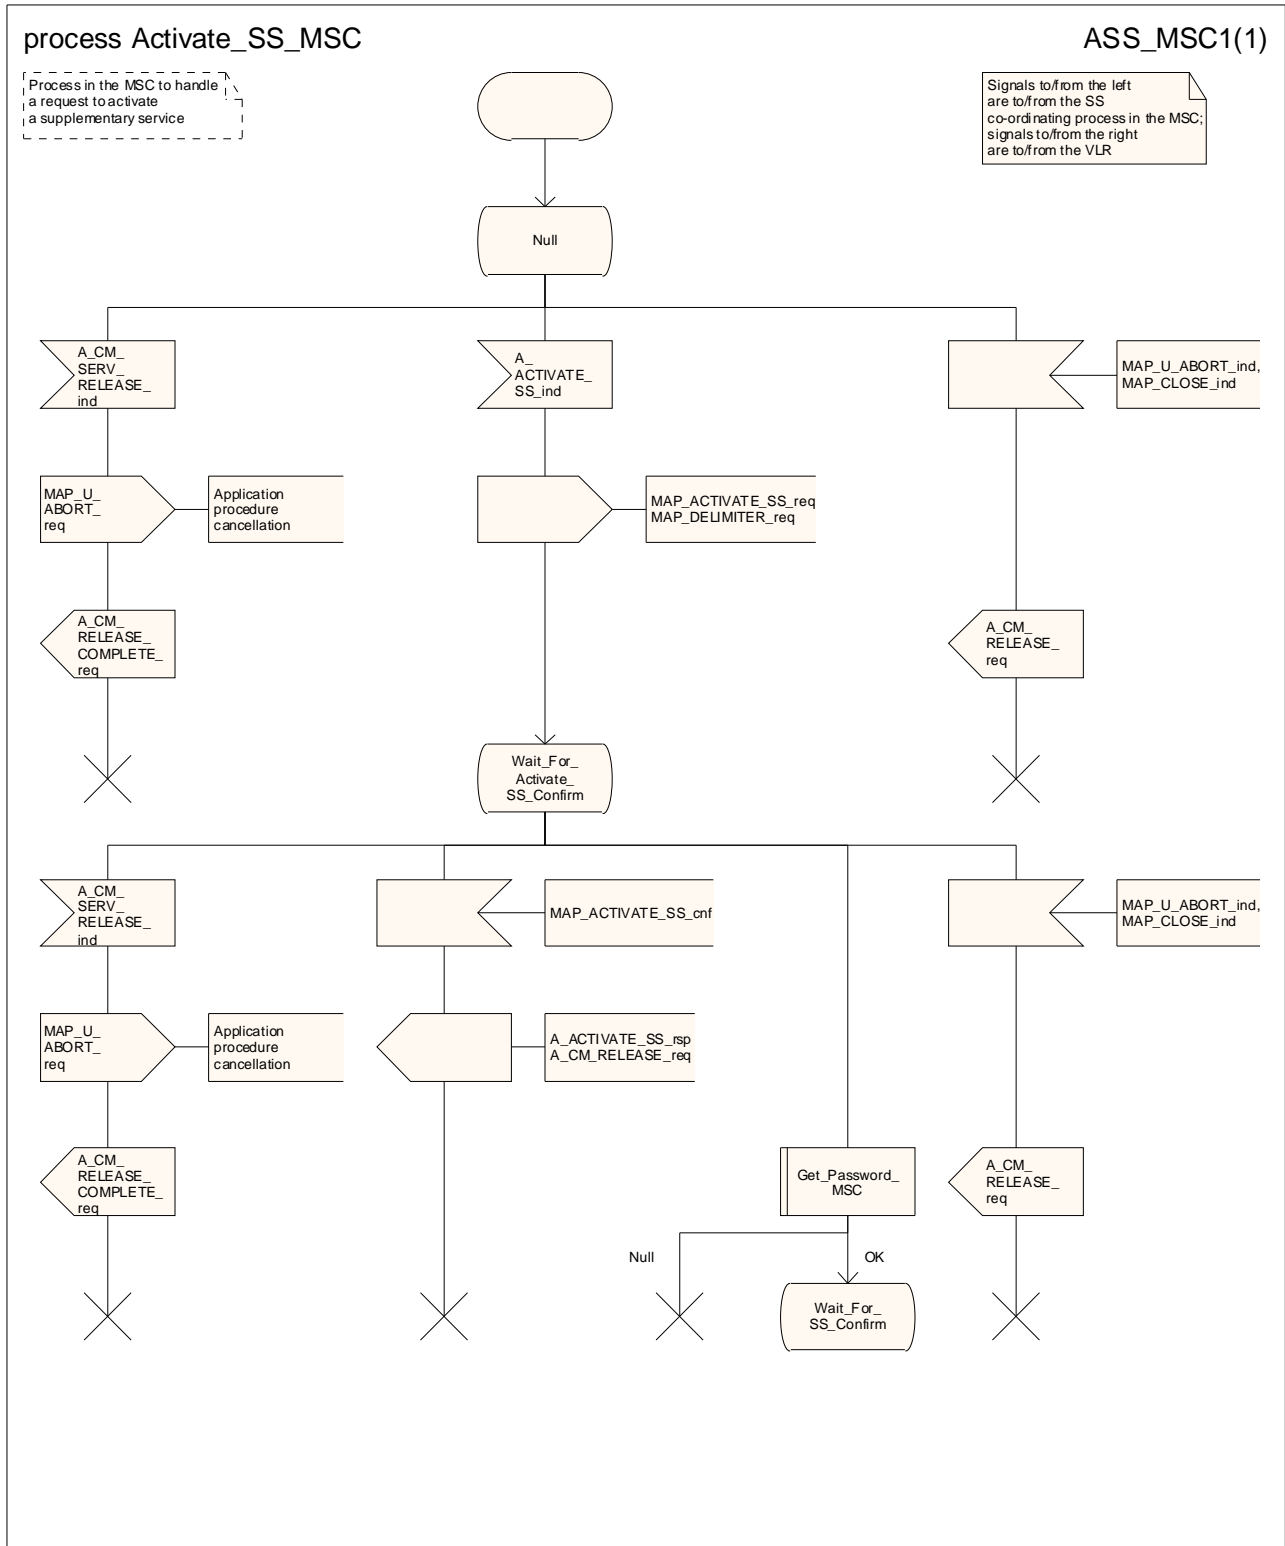 process Activate_SS_MSC
ASS_MSC1(1)
Process in the MSC to handle
a request to activate
a supplementary service
Signals to/from the left
are to/from the SS
co-ordinating process in the MSC;
signals to/from the right
are to/from the VLR
Null
A_CM_
SERV_
RELEASE_
ind
A_
ACTIVATE_
SS_ind
MAP_U_ABORT_ind,
MAP_CLOSE_ind
MAP_U_
ABORT_
req
Application
procedure
cancellation
MAP_ACTIVATE_SS_req
MAP_DELIMITER_req
A_CM_
RELEASE_
COMPLETE_
req
A_CM_
RELEASE_
req
Wait_For_
Activate_
SS_Confirm
A_CM_
SERV_
RELEASE_
ind
MAP_ACTIVATE_SS_cnf
MAP_U_ABORT_ind,
MAP_CLOSE_ind
MAP_U_
ABORT_
req
Application
procedure
cancellation
A_ACTIVATE_SS_rsp
A_CM_RELEASE_req
A_CM_
RELEASE_
COMPLETE_
req
Get_Password_
MSC
A_CM_
RELEASE_
req
Null
OK
Wait_For_
SS_Confirm